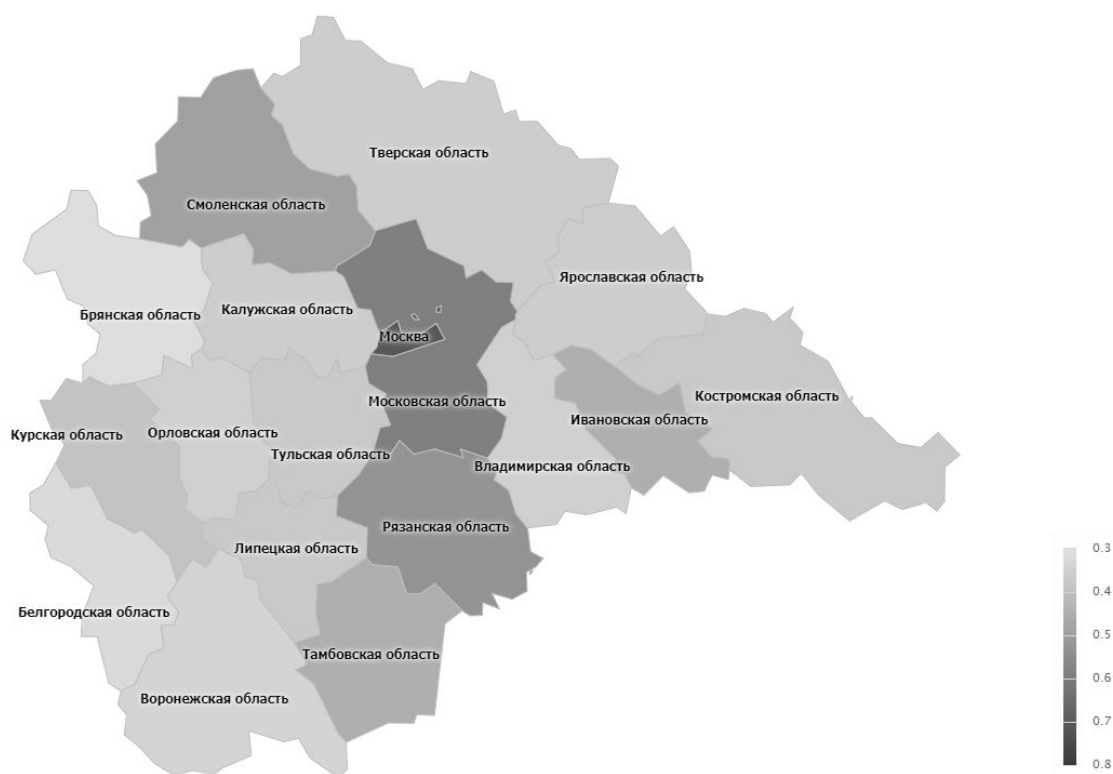 Тверская область
Смоленская область
Ярославская область
Брянская область
Калужская область
Москва
Костромская область
Московская область
Ивановская область
Курская область
Орловская область
Тульская область
Владимирская область
Рязанская область
Липецкая область
0.3
0.4
Белгородская область
0.5
Тамбовская область
0.6
Воронежская область
0.7
0.8